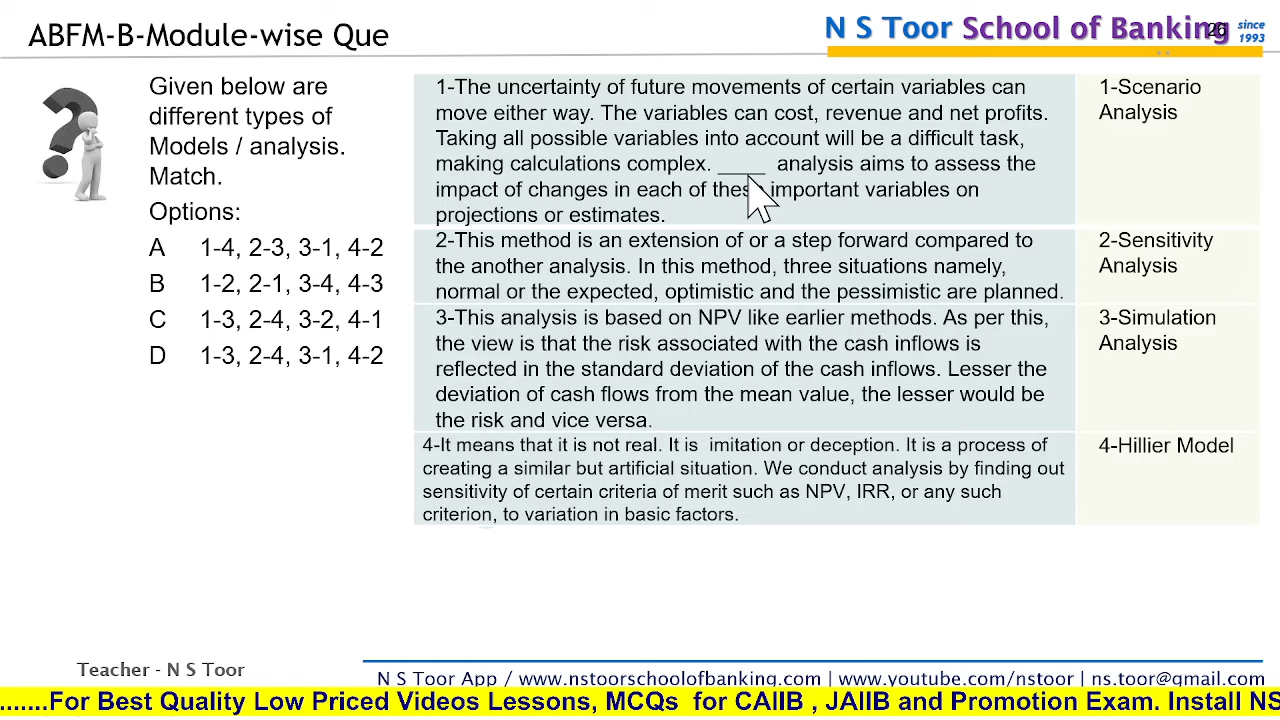 ABFM-B-Module-wise Que
N S Toor School of Banking since
1993
Given below are
different types of
Models / analysis.
Match.
Options:
A 1-4, 2-3, 3-1, 4-2
B 1-2, 2-1, 3-4, 4-3
C 1-3, 2-4, 3-2, 4-1
D 1-3, 2-4, 3-1, 4-2
1-The uncertainty of future movements of certain variables can
move either way. The variables can cost, revenue and net profits.
Taking all possible variables into account will be a difficult task,
making calculations complex. ____ analysis aims to assess the
impact of changes in each of these important variables on
projections or estimates.
1-Scenario
Analysis
2-This method is an extension of or a step forward compared to
the another analysis. In this method, three situations namely,
normal or the expected, optimistic and the pessimistic are planned.
2-Sensitivity
Analysis
3-This analysis is based on NPV like earlier methods. As per this,
the view is that the risk associated with the cash inflows is
reflected in the standard deviation of the cash inflows. Lesser the
deviation of cash flows from the mean value, the lesser would be
the risk and vice versa.
3-Simulation
Analysis
4-It means that it is not real. It is imitation or deception. It is a process of
creating a similar but artificial situation. We conduct analysis by finding out
sensitivity of certain criteria of merit such as NPV, IRR, or any such
criterion, to variation in basic factors.
4-Hillier Model
Teacher - N S Toor
N S Toor App / www.nstoorschoolofbanking.com | www.youtube.com/nstoor | ns.toor@gmail.com
.......For Best Quality Low Priced Videos Lessons, MCQs for CAIIB , JAIIB and Promotion Exam. Install NS